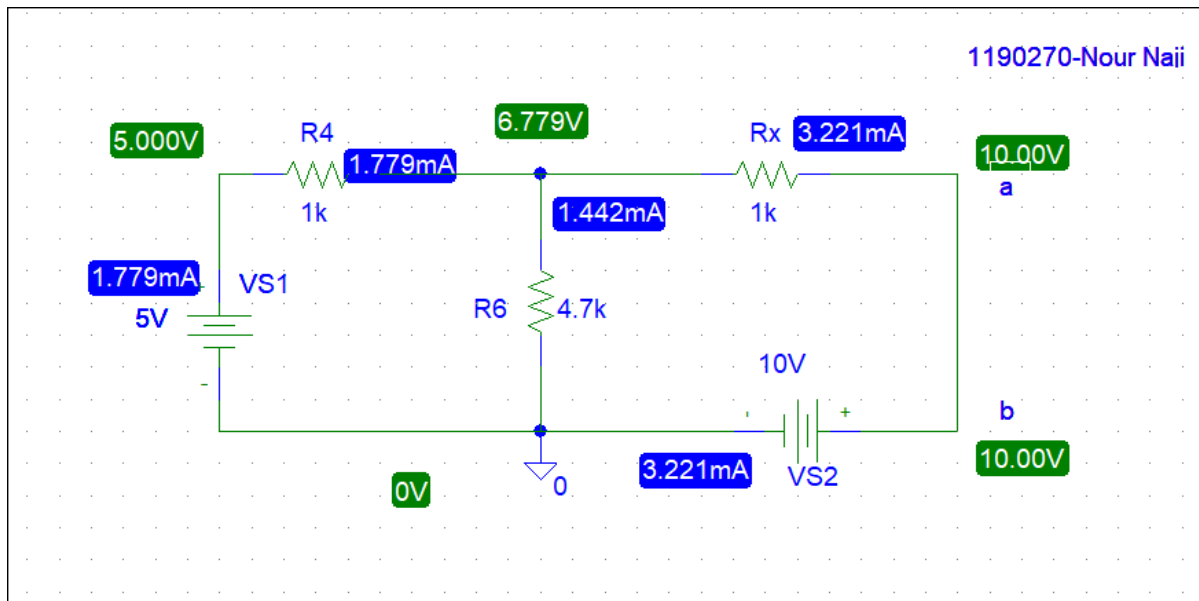 1190270-Nour Naji
6.779V
5.000V
R4
Rx
3.221mA
1.779mA
10.00V
a
1k
1.442mA
1k
1.779mA
+
VS1
5V
R6
4.7k
10V
-
-
+
b
VS2
3.221mA
10.00V
0V
0